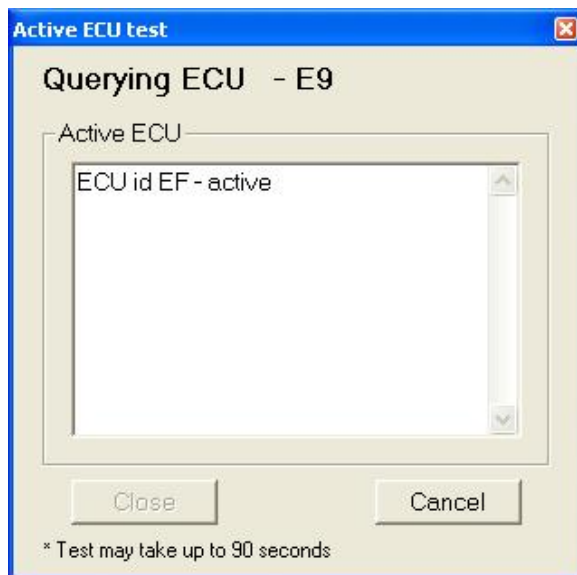 Active ECU test
Querying ECU - E9
Active ECU
ECU id EF - active
Close
Cancel
* Test may take up to 90 seconds